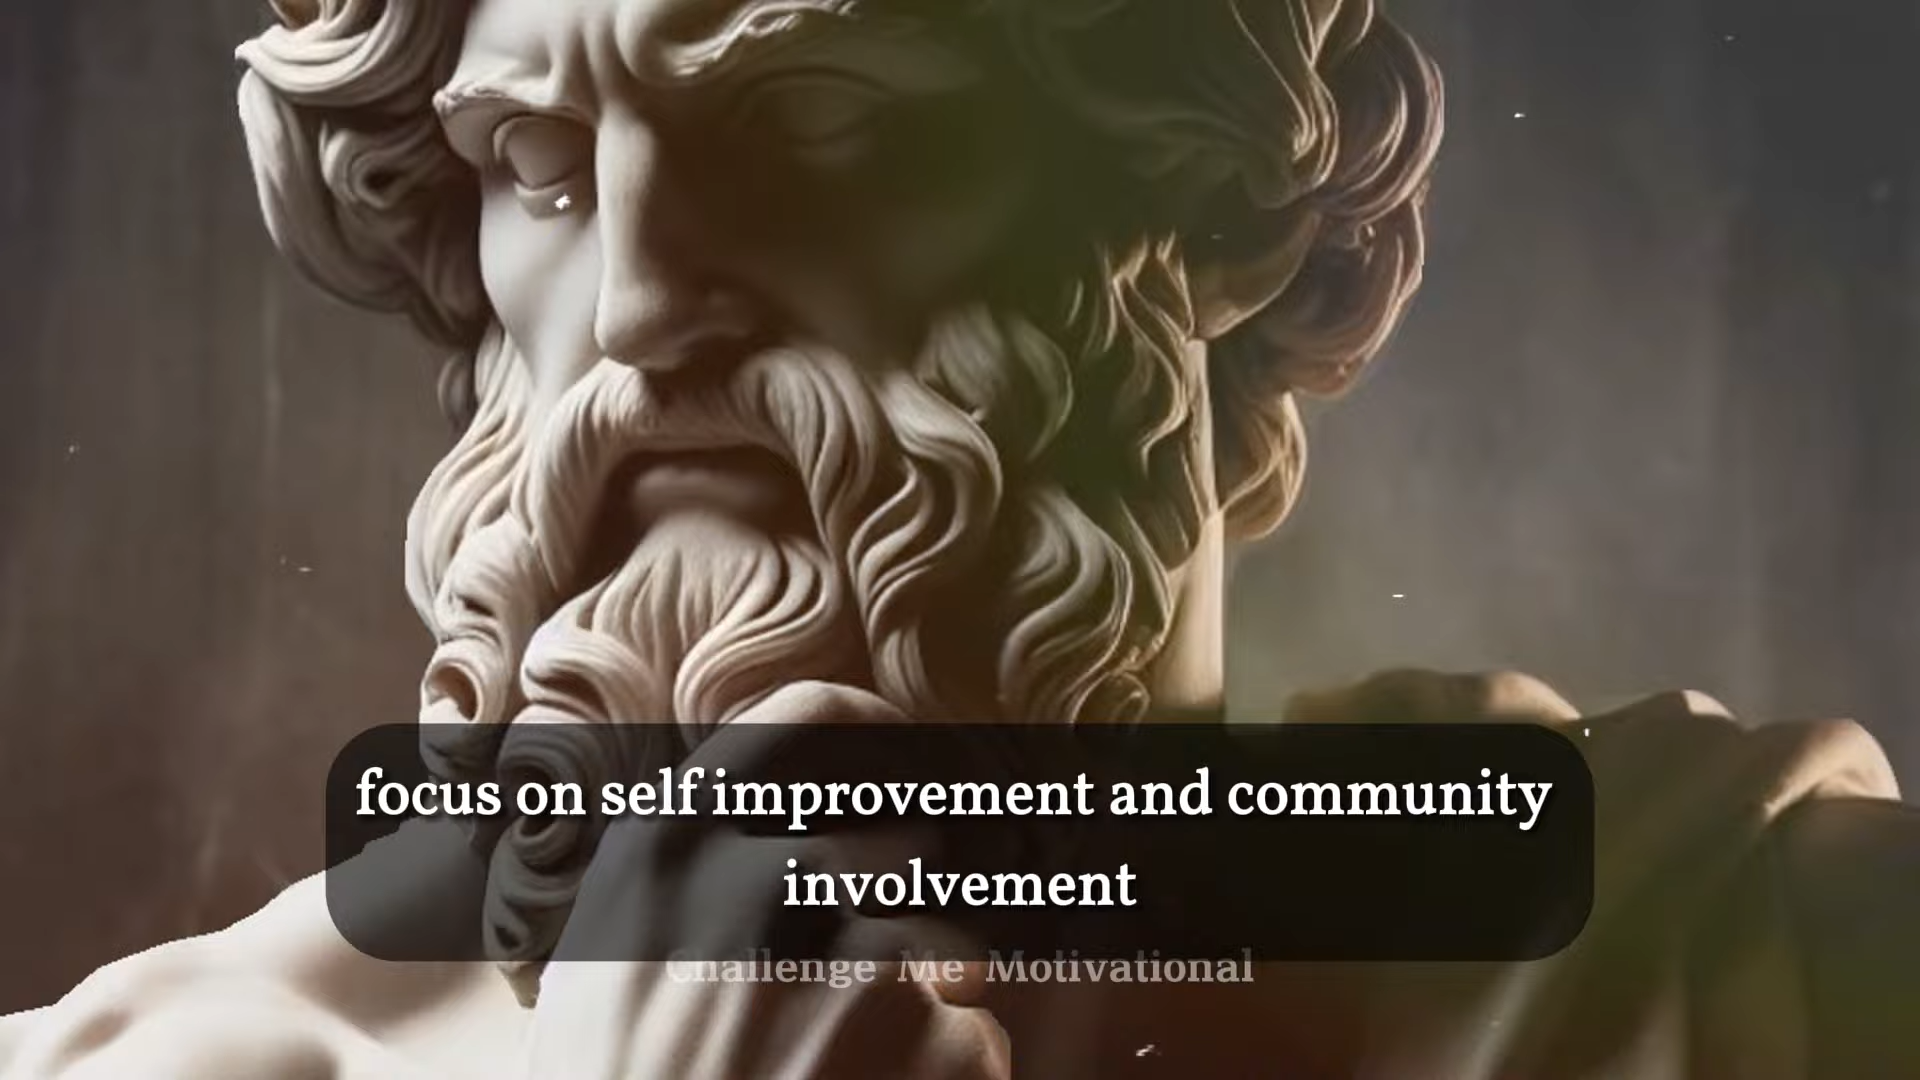 focus on self improvement and community
involvement
Challenge Me Motivational